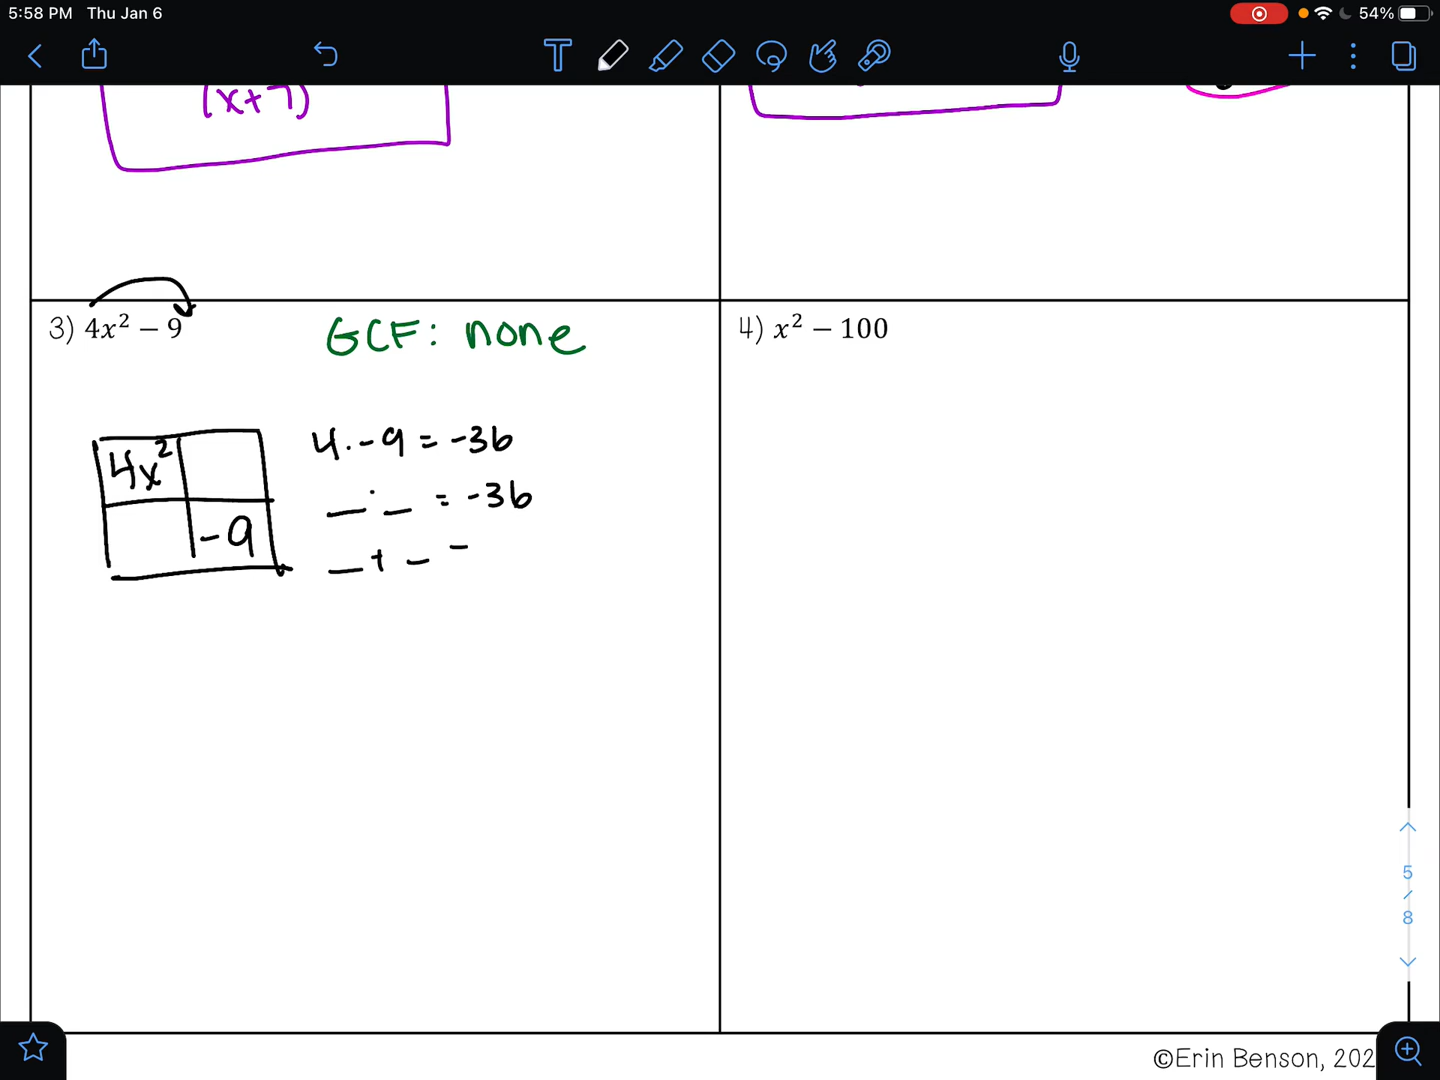 5:58 PM Thu Jan 6
54%
T
(x+7)
3) 4x² − 9
GCF: none
4x²
-9
4·-9 = -36
_·_ = -36
_+_ =
4) x² − 100
5
/
8
©Erin Benson, 202